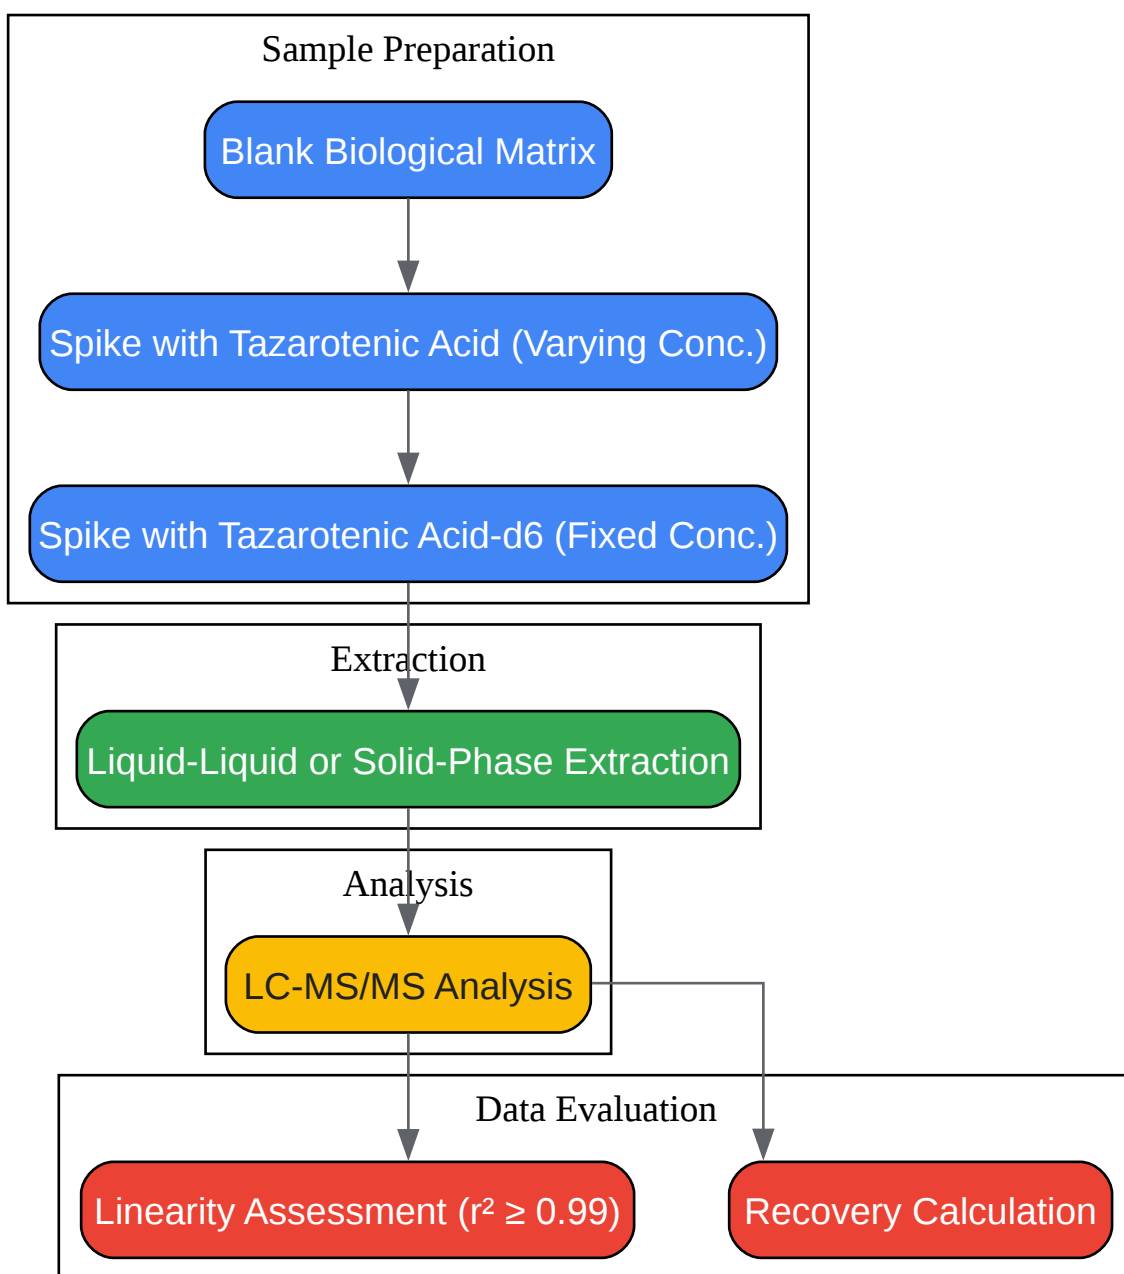 Sample Preparation
Blank Biological Matrix
Spike with Tazarotenic Acid (Varying Conc.)
Spike with Tazarotenic Acid-d6 (Fixed Conc.)
Extraction
Liquid-Liquid or Solid-Phase Extraction
Analysis
LC-MS/MS Analysis
Data Evaluation
Linearity Assessment (r² ≥ 0.99)
Recovery Calculation